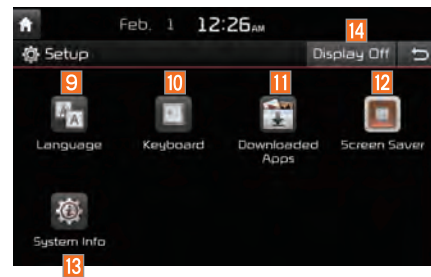 Feb. 1 12:26AM
14
Setup
Display Off
9 10 11 12
Language Keyboard Downloaded Apps Screen Saver
System Info
13